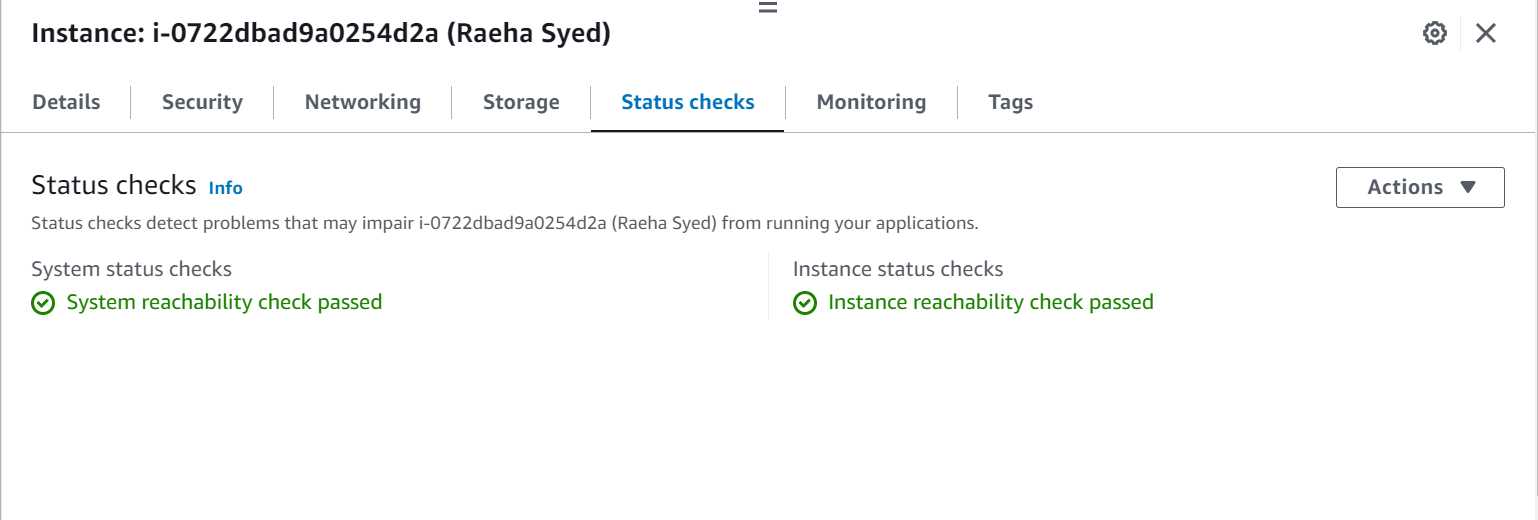 Instance: i-0722dbad9a0254d2a (Raeha Syed)
Details Security Networking Storage Status checks Monitoring Tags
Status checks Info
Actions
Status checks detect problems that may impair i-0722dbad9a0254d2a (Raeha Syed) from running your applications.
System status checks
System reachability check passed
Instance status checks
Instance reachability check passed